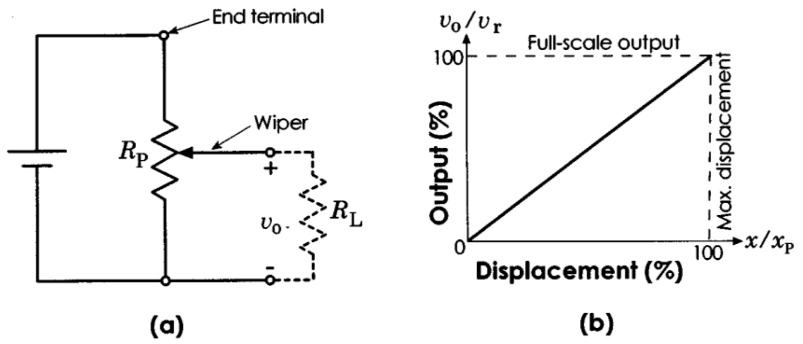 End terminal
Wiper
R_P
+
v_o
R_L
-
(a)
v_o/v_r
100
Full-scale output
Output (%)
Max. displacement
0
100
x/x_P
Displacement (%)
(b)